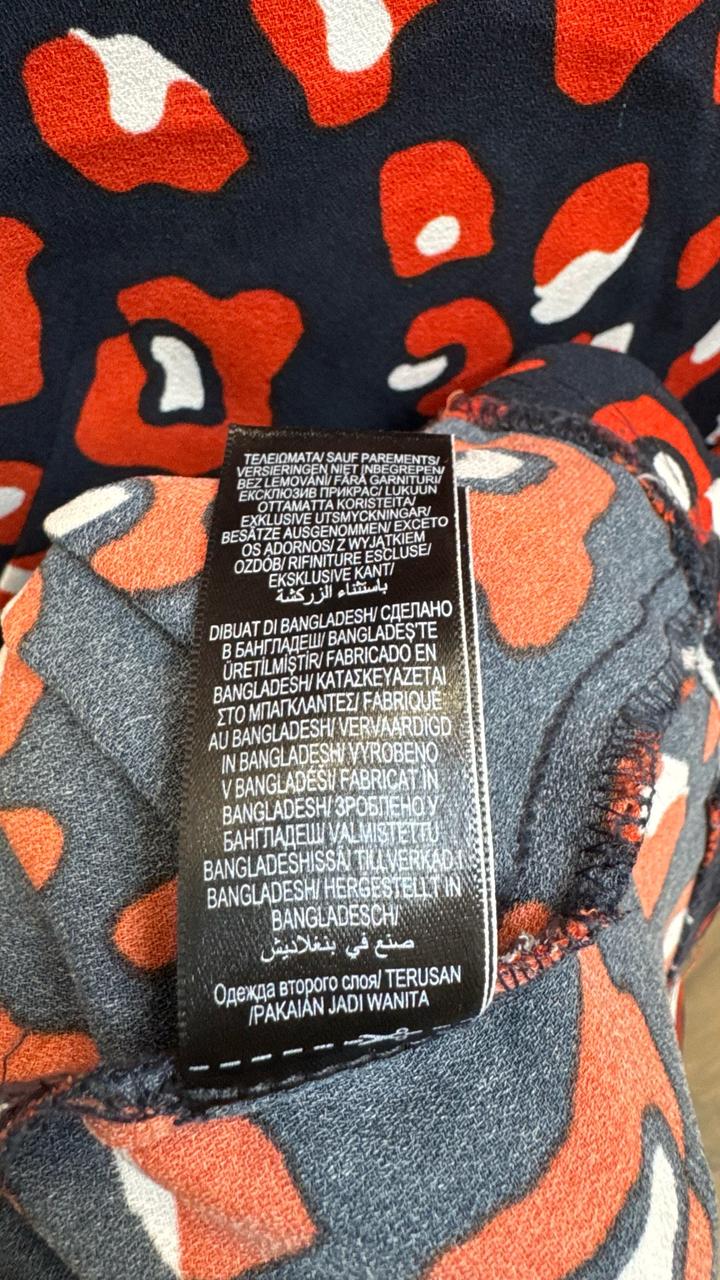 ΤΕΛΕΙΩΜΑΤΑ/ SAUF PAREMENTS/
VERSIERINGEN NIET INBEGREPEN/
BEZ LEMOVÁNÍ/ FĂRĂ GARNITURI/
ЕКСКЛЮЗИВ ПРИКРАС/ LUKUUN
OTTAMATTA KORISTEITA/
EXKLUSIVE UTSMYCKNINGAR/
BESÄTZE AUSGENOMMEN/ EXCETO
OS ADORNOS/ Z WYJĄTKIEM
OZDÓB/ RIFINITURE ESCLUSE/
EKSKLUSIVE KANT/
باستثناء الزركشة
DIBUAT DI BANGLADESH/ СДЕЛАНО
В БАНГЛАДЕШ/ BANGLADEŞ'TE
ÜRETİLMİŞTİR/ FABRICADO EN
BANGLADESH/ ΚΑΤΑΣΚΕΥΑΖΕΤΑΙ
ΣΤΟ ΜΠΑΓΚΛΑΝΤΕΣ/ FABRIQUÉ
AU BANGLADESH/ VERVAARDIGD
IN BANGLADESH/ VYROBENO
V BANGLADÉŠI/ FABRICAT ÎN
BANGLADESH/ ЗРОБЛЕНО У
БАНГЛАДЕШ/ VALMISTETTU
BANGLADESHISSA/ TILLVERKAD I
BANGLADESH/ HERGESTELLT IN
BANGLADESCH/
صنع في بنغلاديش
Одежда второго слоя/ TERUSAN
/PAKAIAN JADI WANITA